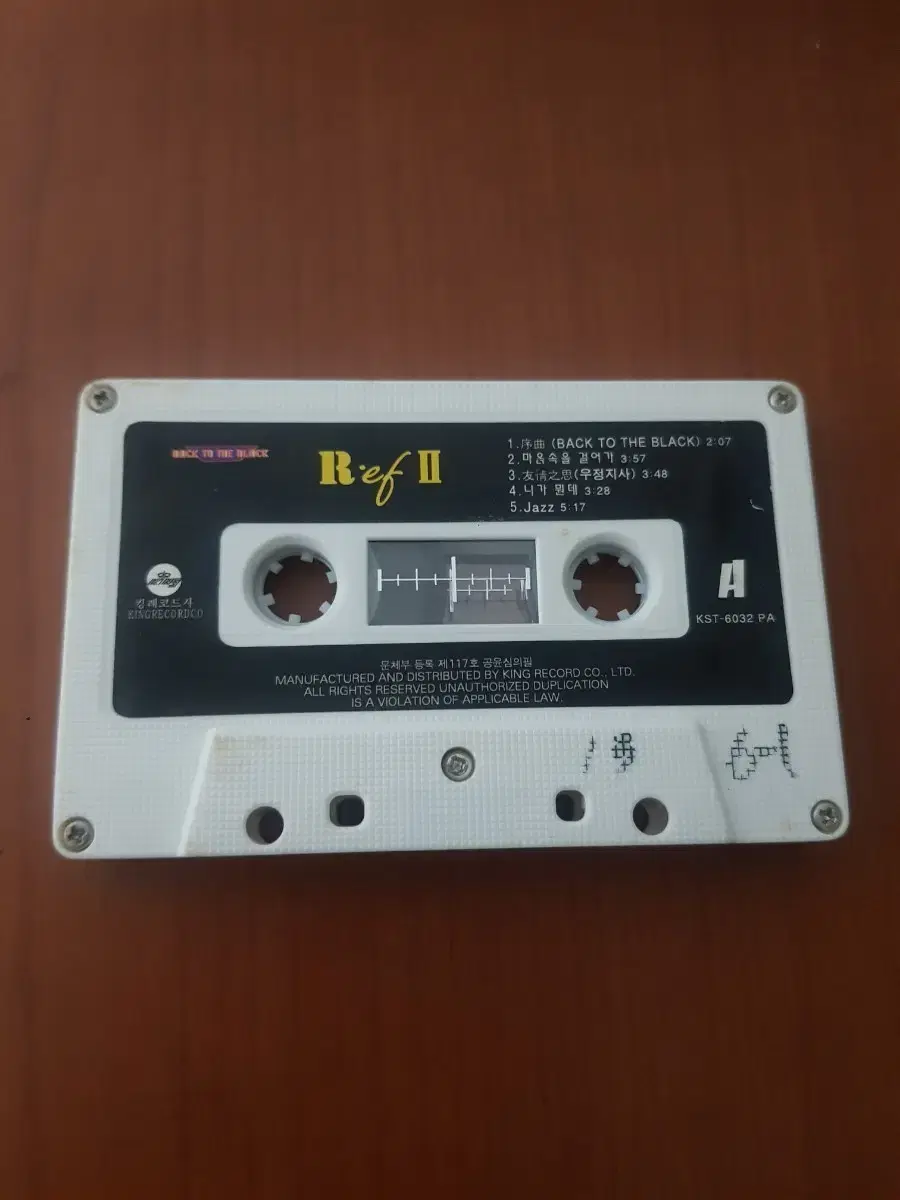 BACK TO THE BLACK
R·ef II
1.序曲 (BACK TO THE BLACK) 2:07
2.마음속을 걸어가 3:57
3.友情之思(우정지사) 3:48
4.니가 뭔데 3:28
5.Jazz 5:17
킹레코드사
KINGRECORDCO
A
KST-6032 PA
문체부 등록 제117호 공윤심의필
MANUFACTURED AND DISTRIBUTED BY KING RECORD CO., LTD.
ALL RIGHTS RESERVED UNAUTHORIZED DUPLICATION
IS A VIOLATION OF APPLICABLE LAW.